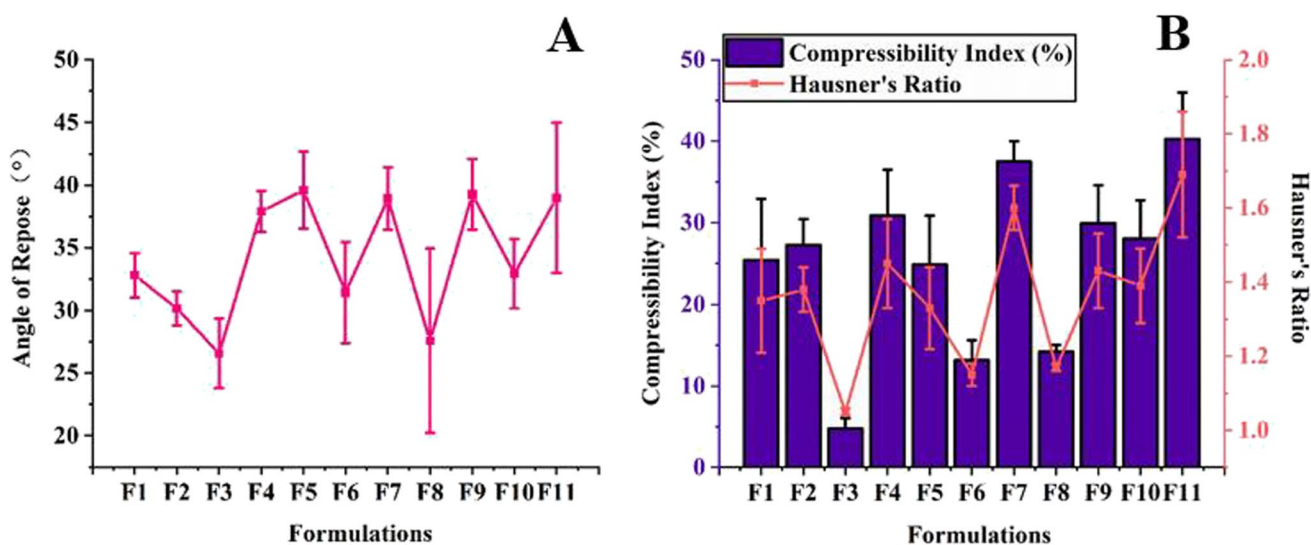 A
50
45
40
35
30
25
20
Angle of Repose (°)
F1 F2 F3 F4 F5 F6 F7 F8 F9 F10 F11
Formulations
B
Compressibility Index (%)
Hausner's Ratio
50
40
30
20
10
0
Compressibility Index (%)
2.0
1.8
1.6
1.4
1.2
1.0
Hausner's Ratio
F1 F2 F3 F4 F5 F6 F7 F8 F9 F10 F11
Formulations